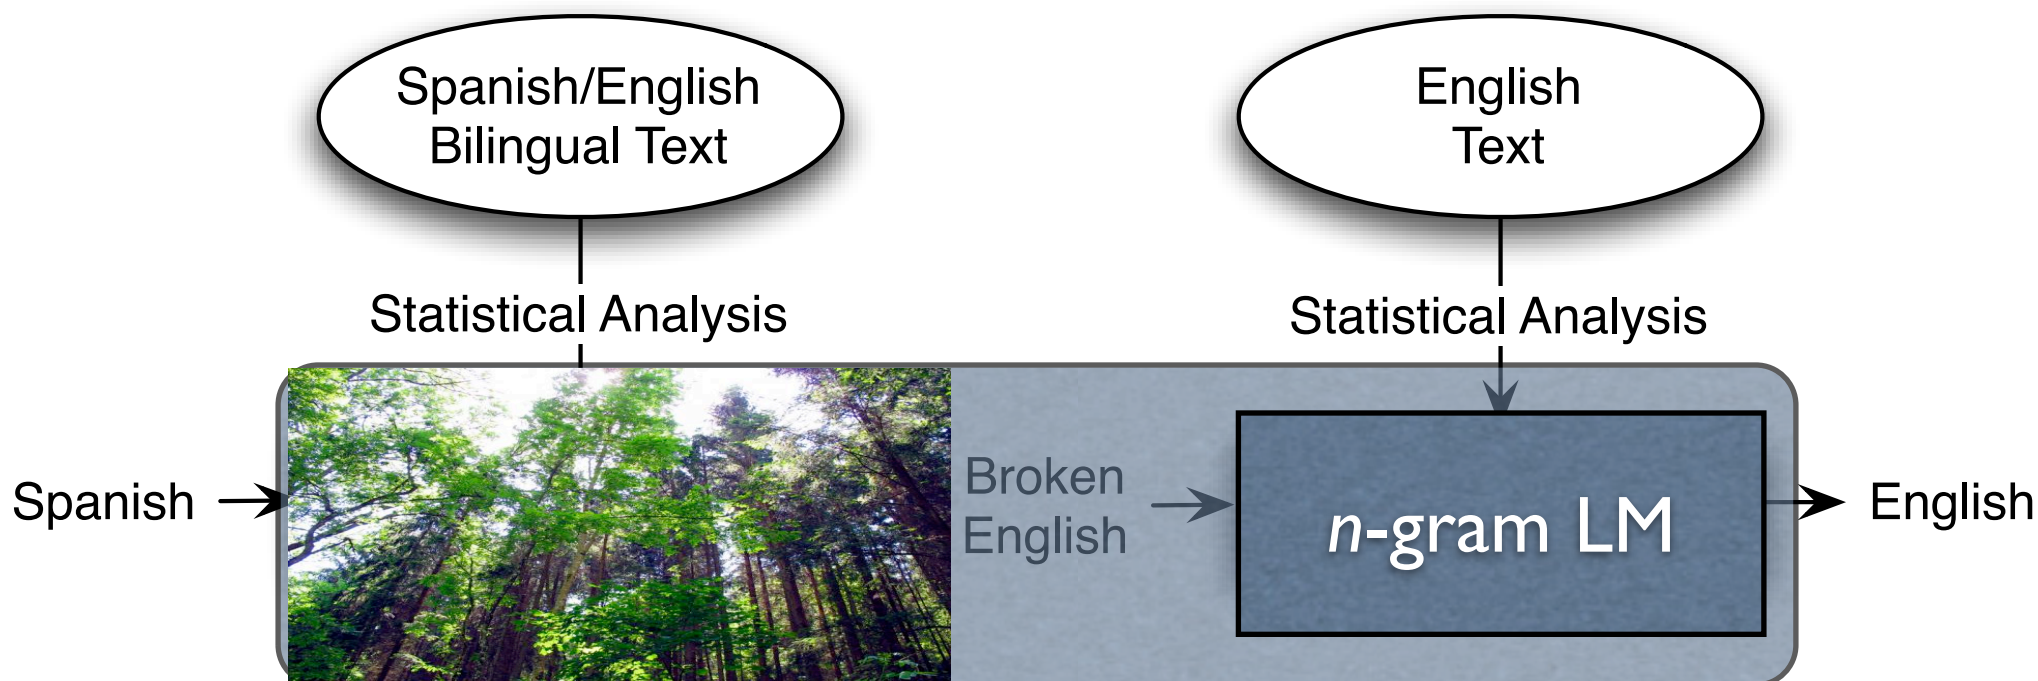 Spanish/English
Bilingual Text
English
Text
Statistical Analysis
Statistical Analysis
Spanish
Broken
English
n-gram LM
English